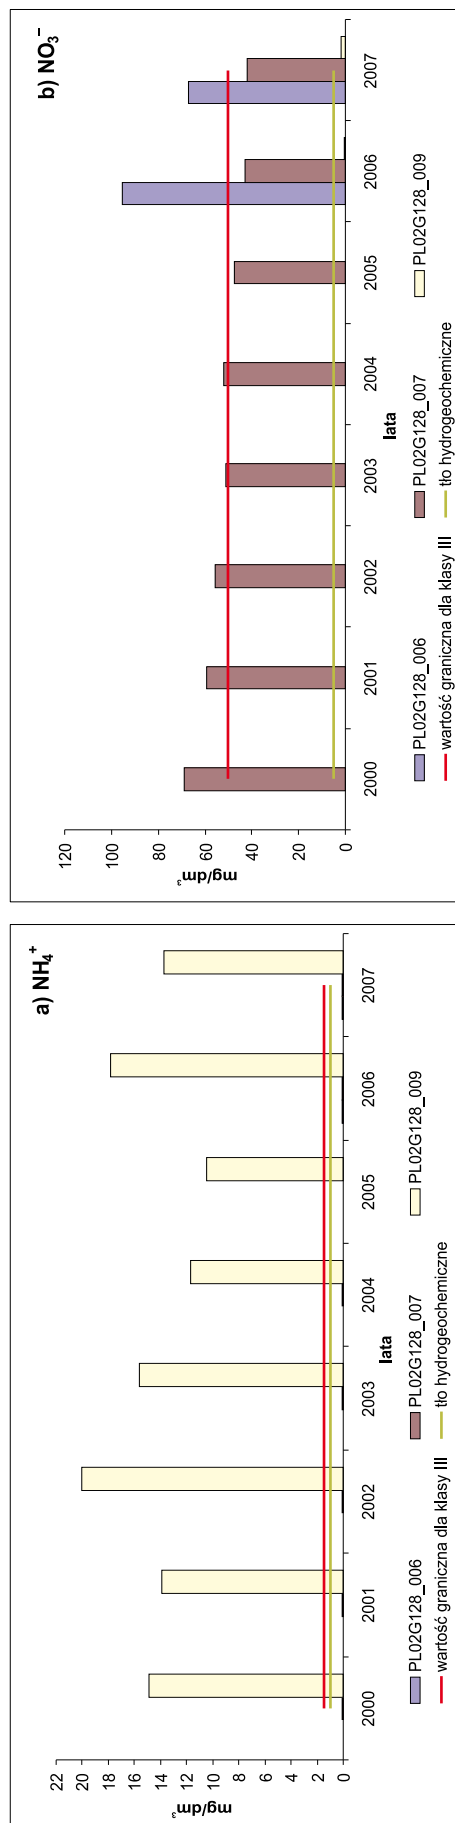 a) NH₄⁺
22
20
18
16
14
12
10
8
6
4
2
0
mg/dm³
2000 2001 2002 2003 2004 2005 2006 2007
lata
PL02G128_006 PL02G128_007 PL02G128_009
wartość graniczna dla klasy III tło hydrogeochemiczne
b) NO₃⁻
120
100
80
60
40
20
0
mg/dm³
2000 2001 2002 2003 2004 2005 2006 2007
lata
PL02G128_006 PL02G128_007 PL02G128_009
wartość graniczna dla klasy III tło hydrogeochemiczne